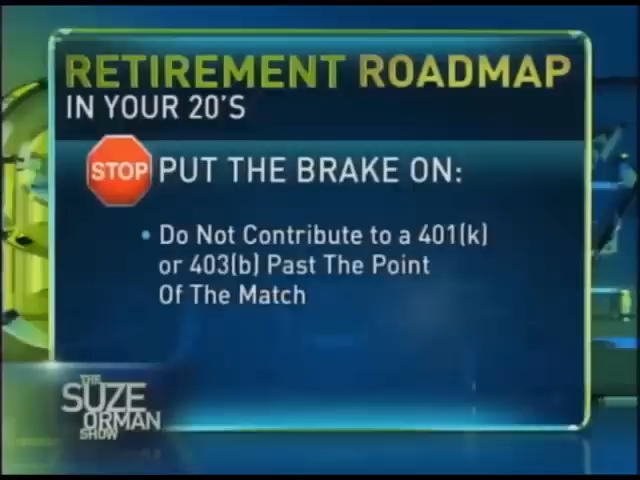 RETIREMENT ROADMAP
IN YOUR 20'S
STOP PUT THE BRAKE ON:
• Do Not Contribute to a 401(k)
or 403(b) Past The Point
Of The Match
THE
SUZE
ORMAN
SHOW